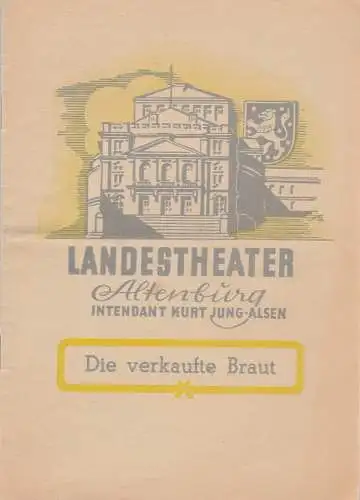 LANDESTHEATER
Altenburg
INTENDANT KURT JUNG-ALSEN
Die verkaufte Braut